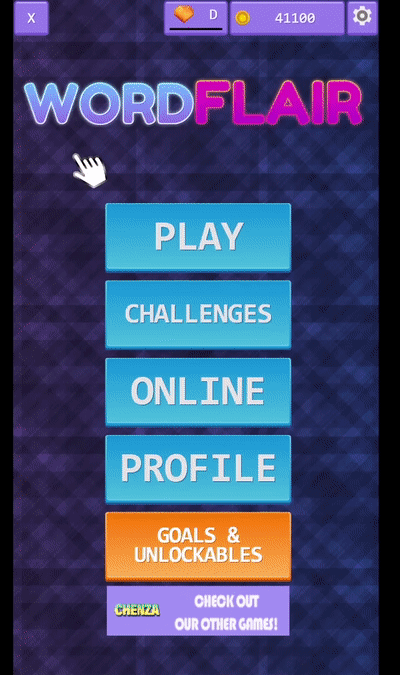 X
D
41100
WORDFLAIR
PLAY
CHALLENGES
ONLINE
PROFILE
GOALS &
UNLOCKABLES
CHENZA
CHECK OUT
OUR OTHER GAMES!